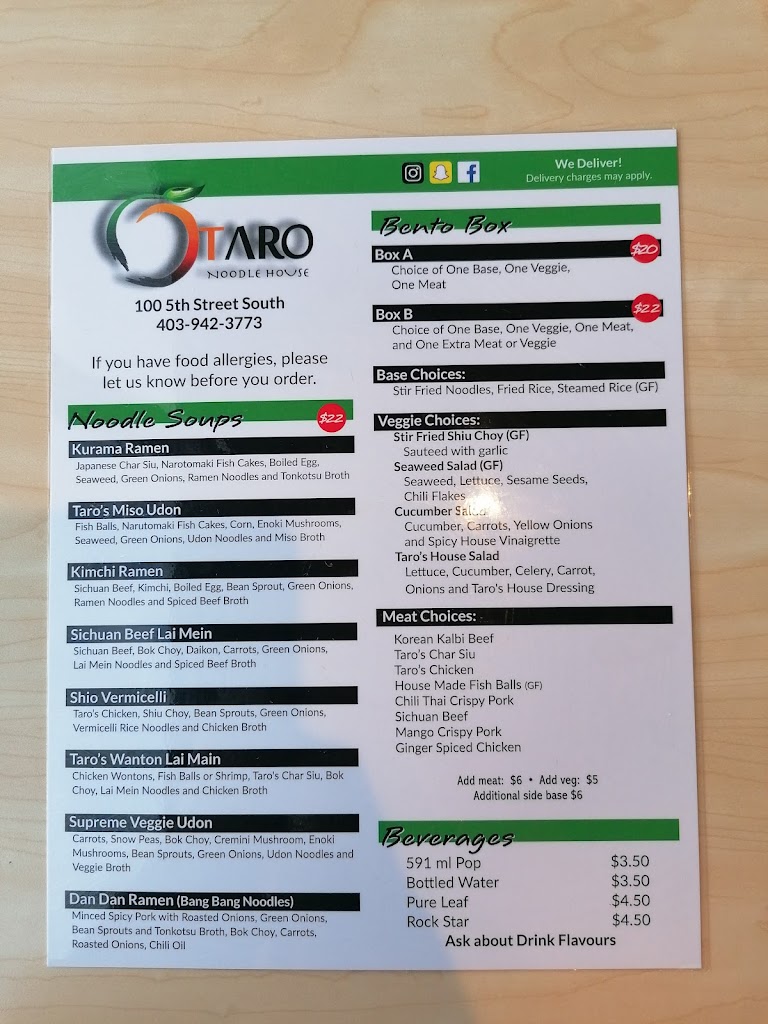 We Deliver!
Delivery charges may apply.
TARO
NOODLE HOUSE
100 5th Street South
403-942-3773
If you have food allergies, please
let us know before you order.
Noodle Soups $22
Kurama Ramen
Japanese Char Siu, Narotomaki Fish Cakes, Boiled Egg,
Seaweed, Green Onions, Ramen Noodles and Tonkotsu Broth
Taro's Miso Udon
Fish Balls, Narutomaki Fish Cakes, Corn, Enoki Mushrooms,
Seaweed, Green Onions, Udon Noodles and Miso Broth
Kimchi Ramen
Sichuan Beef, Kimchi, Boiled Egg, Bean Sprout, Green Onions,
Ramen Noodles and Spiced Beef Broth
Sichuan Beef Lai Mein
Sichuan Beef, Bok Choy, Daikon, Carrots, Green Onions,
Lai Mein Noodles and Spiced Beef Broth
Shio Vermicelli
Taro's Chicken, Shiu Choy, Bean Sprouts, Green Onions,
Vermicelli Rice Noodles and Chicken Broth
Taro's Wanton Lai Main
Chicken Wontons, Fish Balls or Shrimp, Taro's Char Siu, Bok
Choy, Lai Mein Noodles and Chicken Broth
Supreme Veggie Udon
Carrots, Snow Peas, Bok Choy, Cremini Mushroom, Enoki
Mushrooms, Bean Sprouts, Green Onions, Udon Noodles and
Veggie Broth
Dan Dan Ramen (Bang Bang Noodles)
Minced Spicy Pork with Roasted Onions, Green Onions,
Bean Sprouts and Tonkotsu Broth, Bok Choy, Carrots,
Roasted Onions, Chili Oil
Bento Box
Box A $20
Choice of One Base, One Veggie,
One Meat
Box B $22
Choice of One Base, One Veggie, One Meat,
and One Extra Meat or Veggie
Base Choices:
Stir Fried Noodles, Fried Rice, Steamed Rice (GF)
Veggie Choices:
Stir Fried Shiu Choy (GF)
Sauteed with garlic
Seaweed Salad (GF)
Seaweed, Lettuce, Sesame Seeds,
Chili Flakes
Cucumber Salad
Cucumber, Carrots, Yellow Onions
and Spicy House Vinaigrette
Taro's House Salad
Lettuce, Cucumber, Celery, Carrot,
Onions and Taro's House Dressing
Meat Choices:
Korean Kalbi Beef
Taro's Char Siu
Taro's Chicken
House Made Fish Balls (GF)
Chili Thai Crispy Pork
Sichuan Beef
Mango Crispy Pork
Ginger Spiced Chicken
Add meat: $6 • Add veg: $5
Additional side base $6
Beverages
591 ml Pop $3.50
Bottled Water $3.50
Pure Leaf $4.50
Rock Star $4.50
Ask about Drink Flavours